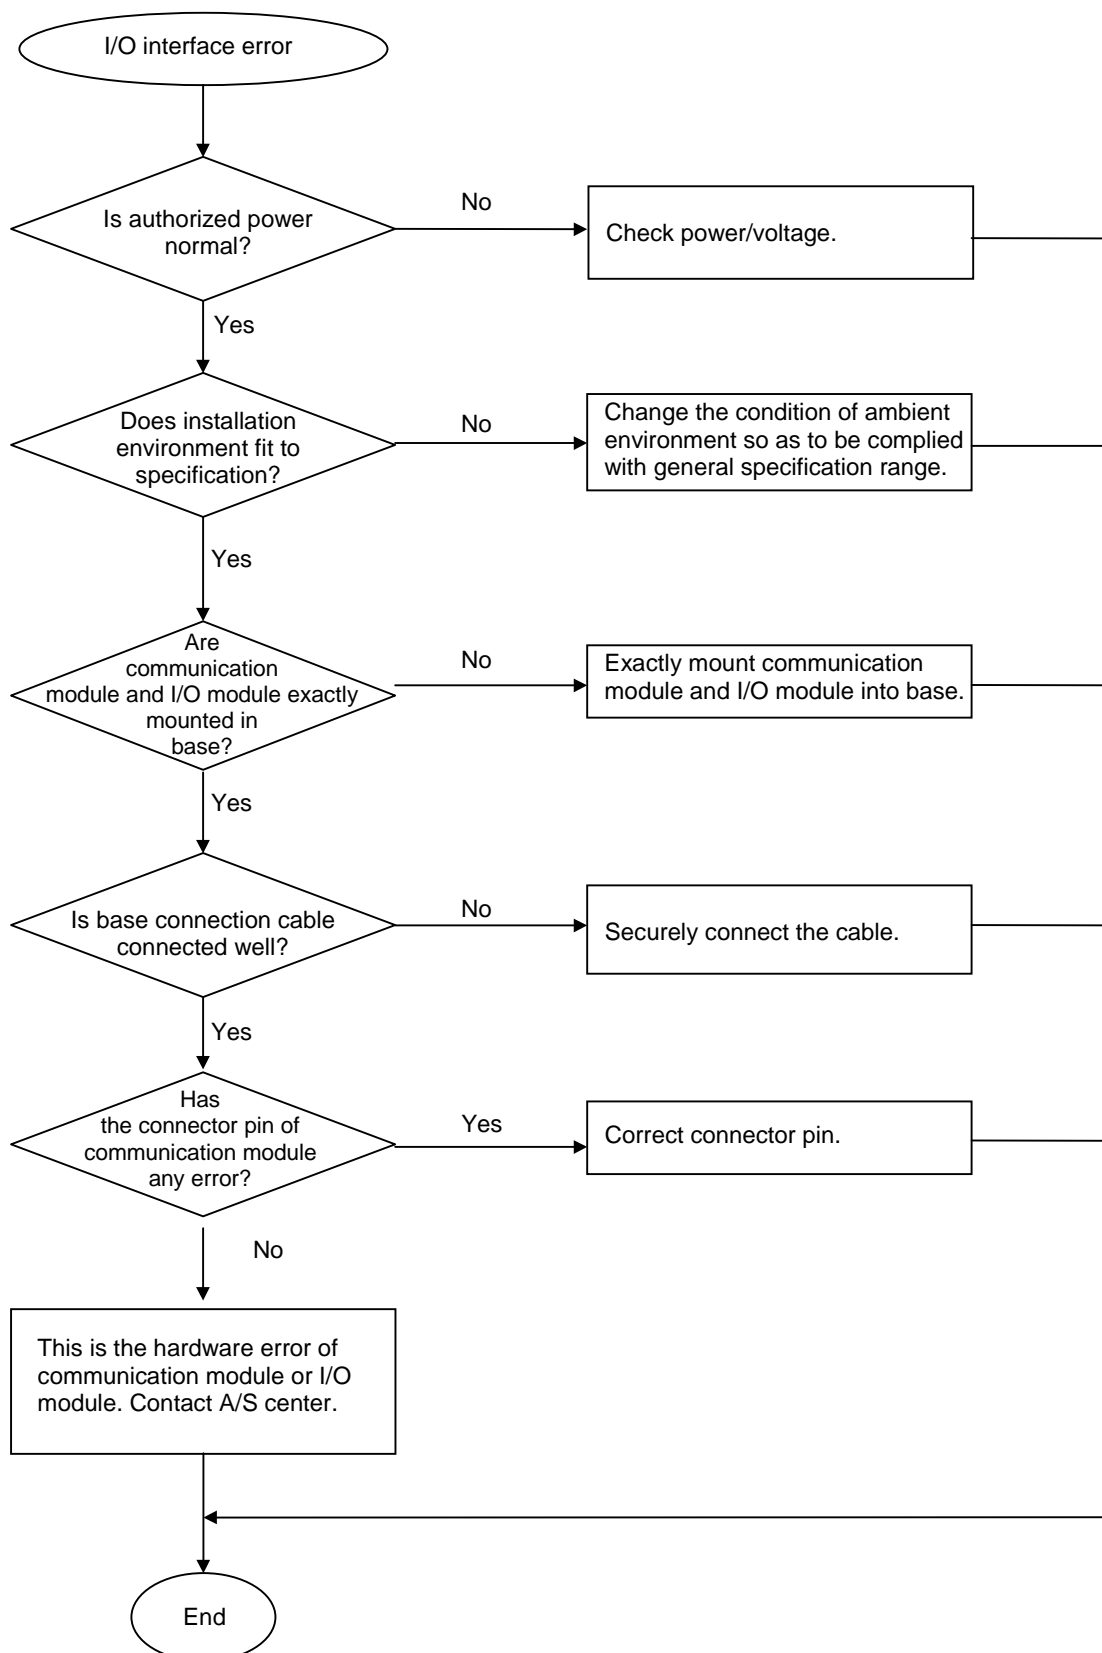 I/O interface error
Is authorized power
normal?
No
Check power/voltage.
Yes
Does installation
environment fit to
specification?
No
Change the condition of ambient
environment so as to be complied
with general specification range.
Yes
Are
communication
module and I/O module exactly
mounted in
base?
No
Exactly mount communication
module and I/O module into base.
Yes
Is base connection cable
connected well?
No
Securely connect the cable.
Yes
Has
the connector pin of
communication module
any error?
Yes
Correct connector pin.
No
This is the hardware error of
communication module or I/O
module. Contact A/S center.
End